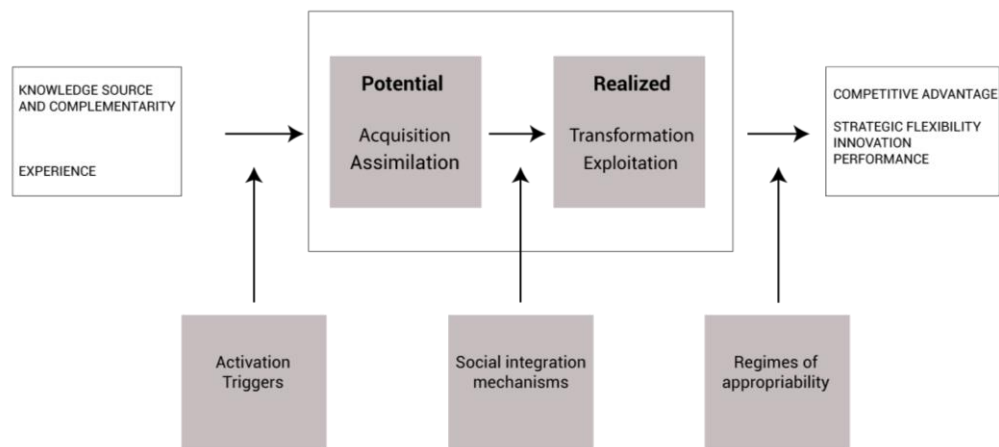 KNOWLEDGE SOURCE
AND COMPLEMENTARITY
EXPERIENCE
Potential
Acquisition
Assimilation
Realized
Transformation
Exploitation
COMPETITIVE ADVANTAGE
STRATEGIC FLEXIBILITY
INNOVATION
PERFORMANCE
Activation
Triggers
Social integration
mechanisms
Regimes of
appropriability